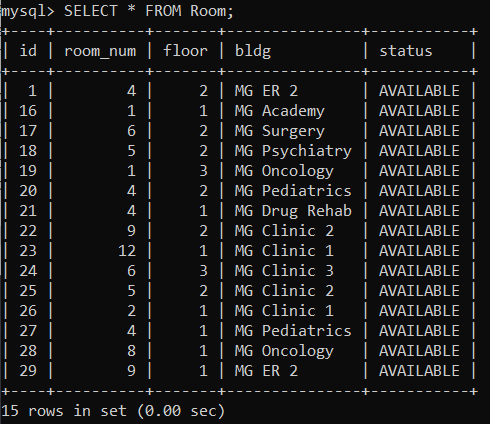 mysql> SELECT * FROM Room;
+----+----------+-------+---------------+-----------+
| id | room_num | floor | bldg          | status    |
+----+----------+-------+---------------+-----------+
|  1 |        4 |     2 | MG ER 2       | AVAILABLE |
| 16 |        1 |     1 | MG Academy    | AVAILABLE |
| 17 |        6 |     2 | MG Surgery    | AVAILABLE |
| 18 |        5 |     2 | MG Psychiatry | AVAILABLE |
| 19 |        1 |     3 | MG Oncology   | AVAILABLE |
| 20 |        4 |     2 | MG Pediatrics | AVAILABLE |
| 21 |        4 |     1 | MG Drug Rehab | AVAILABLE |
| 22 |        9 |     2 | MG Clinic 2   | AVAILABLE |
| 23 |       12 |     1 | MG Clinic 1   | AVAILABLE |
| 24 |        6 |     3 | MG Clinic 3   | AVAILABLE |
| 25 |        5 |     2 | MG Clinic 2   | AVAILABLE |
| 26 |        2 |     1 | MG Clinic 1   | AVAILABLE |
| 27 |        4 |     1 | MG Pediatrics | AVAILABLE |
| 28 |        8 |     1 | MG Oncology   | AVAILABLE |
| 29 |        9 |     1 | MG ER 2       | AVAILABLE |
+----+----------+-------+---------------+-----------+
15 rows in set (0.00 sec)